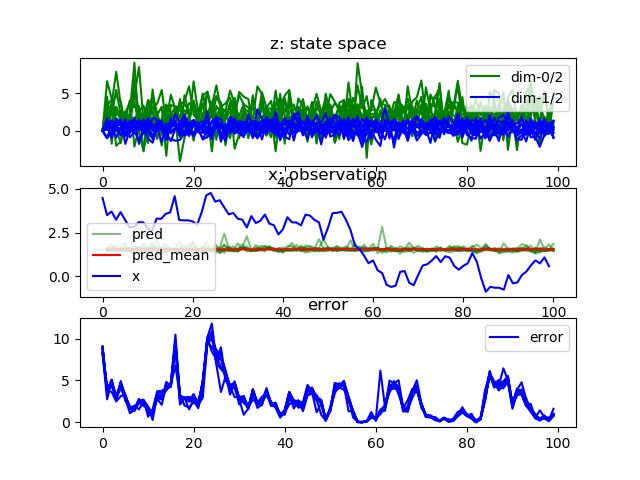 z: state space
5
0
dim-0/2
dim-1/2
0 20 40 60 80 100
x: observation
5.0
2.5
0.0
pred
pred_mean
x
0 20 40 60 80 100
error
10
5
0
error
0 20 40 60 80 100